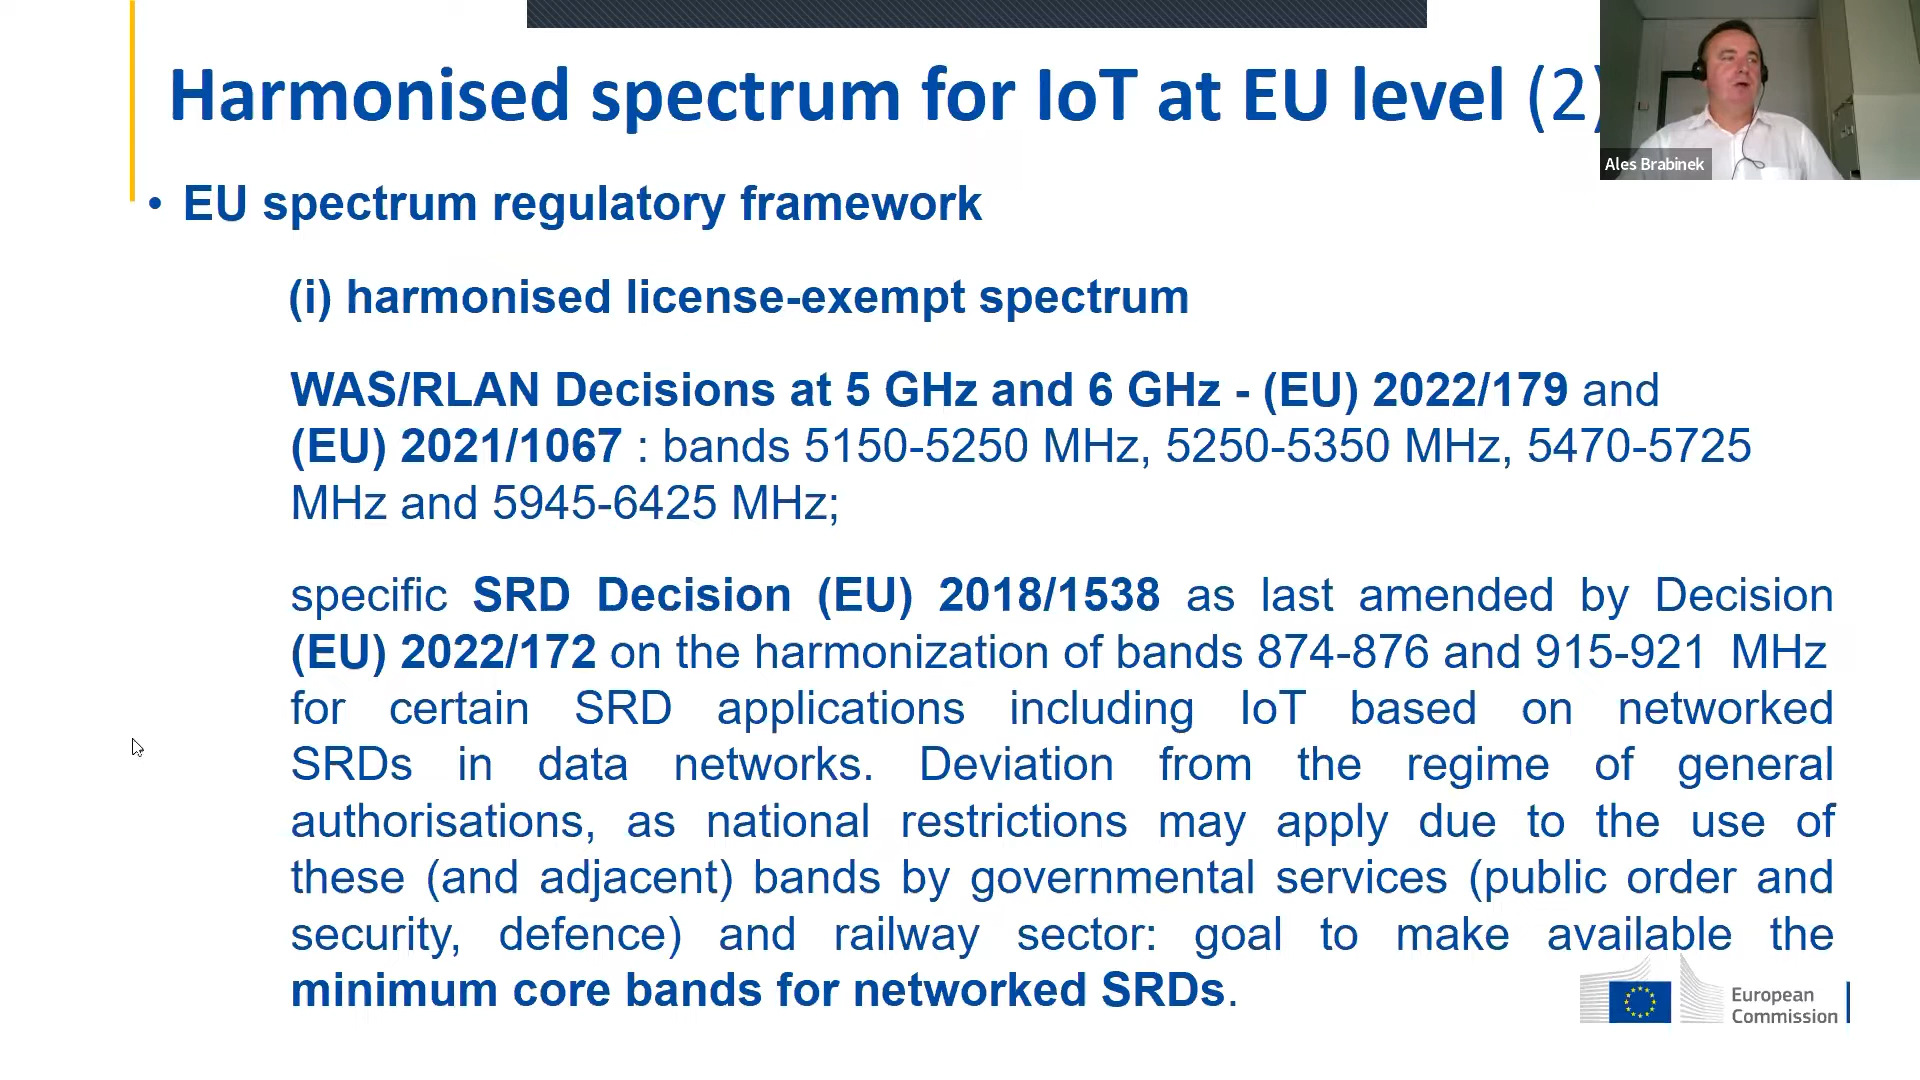 Harmonised spectrum for IoT at EU level (2)
Ales Brabinek
• EU spectrum regulatory framework
(i) harmonised license-exempt spectrum
WAS/RLAN Decisions at 5 GHz and 6 GHz - (EU) 2022/179 and
(EU) 2021/1067 : bands 5150-5250 MHz, 5250-5350 MHz, 5470-5725
MHz and 5945-6425 MHz;
specific SRD Decision (EU) 2018/1538 as last amended by Decision
(EU) 2022/172 on the harmonization of bands 874-876 and 915-921 MHz
for certain SRD applications including IoT based on networked
SRDs in data networks. Deviation from the regime of general
authorisations, as national restrictions may apply due to the use of
these (and adjacent) bands by governmental services (public order and
security, defence) and railway sector: goal to make available the
minimum core bands for networked SRDs.
European
Commission